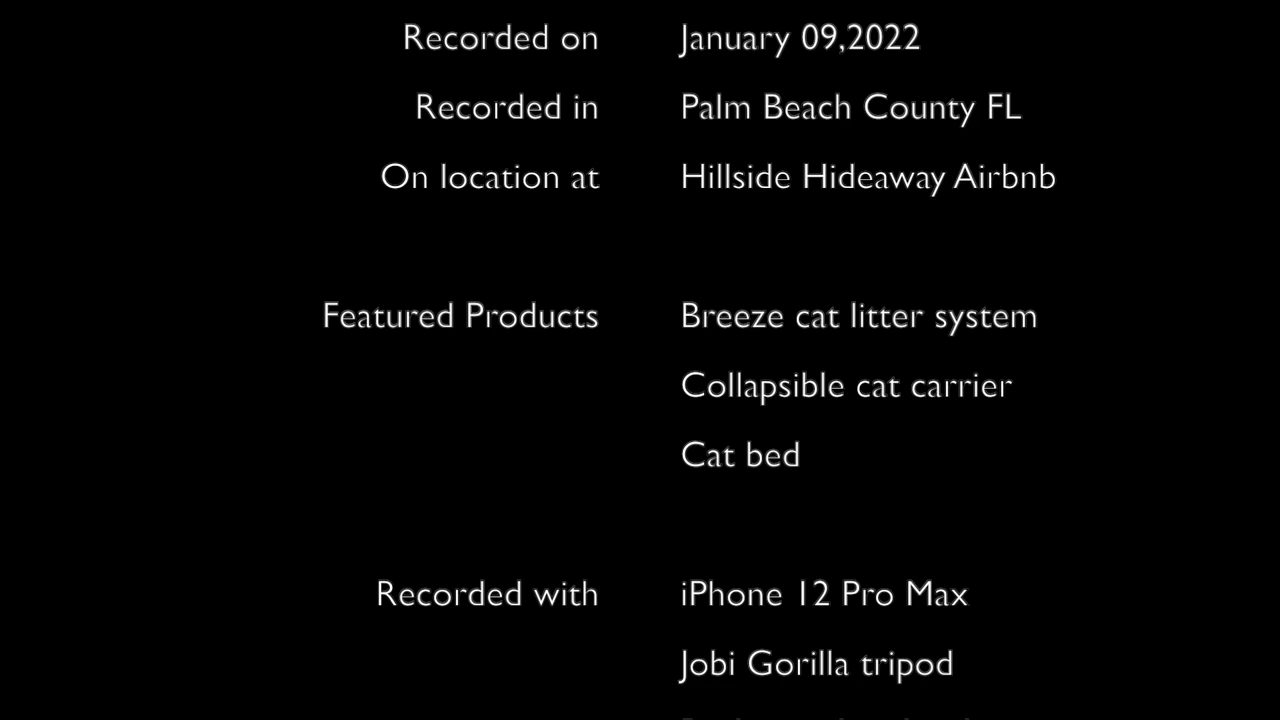 Recorded on January 09,2022
Recorded in Palm Beach County FL
On location at Hillside Hideaway Airbnb
Featured Products Breeze cat litter system
Collapsible cat carrier
Cat bed
Recorded with iPhone 12 Pro Max
Jobi Gorilla tripod